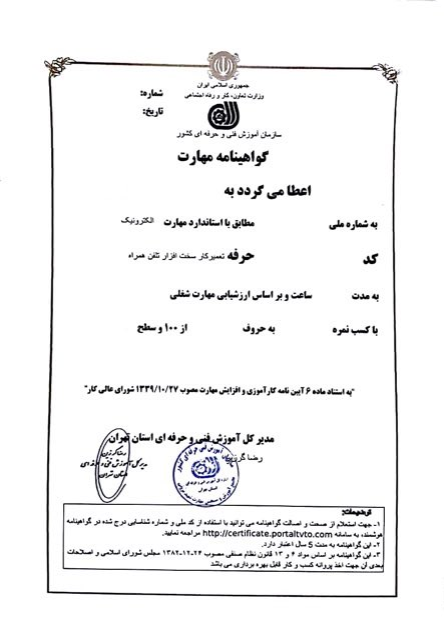 جمهوری اسلامی ایران
وزارت تعاون، کار و رفاه اجتماعی
شماره:
تاریخ:
سازمان آموزش فنی و حرفه ای کشور
گواهینامه مهارت
اعطا می گردد به
به شماره ملی مطابق با استاندارد مهارت الکترونیک
کد حرفه تعمیرکار سخت افزار تلفن همراه
به مدت ساعت و بر اساس ارزشیابی مهارت شغلی
با کسب نمره به حروف از ۱۰۰ و سطح
"به استناد ماده ۶ آیین نامه کارآموزی و افزایش مهارت مصوب ۱۳۳۹/۱۰/۲۷ شورای عالی کار"
مدیر کل آموزش فنی و حرفه ای استان تهران
رضا گرزین
توضیحات:
۱- جهت استعلام از صحت و اصالت گواهینامه می توانید با استفاده از کد ملی و شماره شناسایی درج شده در گواهینامه
هوشمند، به سامانه http://certificate.portaltvto.com مراجعه نمایید.
۲- این گواهینامه به مدت 5 سال اعتبار دارد.
۳- این گواهینامه بر اساس مواد ۴ و ۱۳ قانون نظام صنفی مصوب ۲۴-۱۲-۱۳۸۲ مجلس شورای اسلامی و اصلاحات
بعدی آن جهت اخذ پروانه کسب و کار قابل بهره برداری می باشد